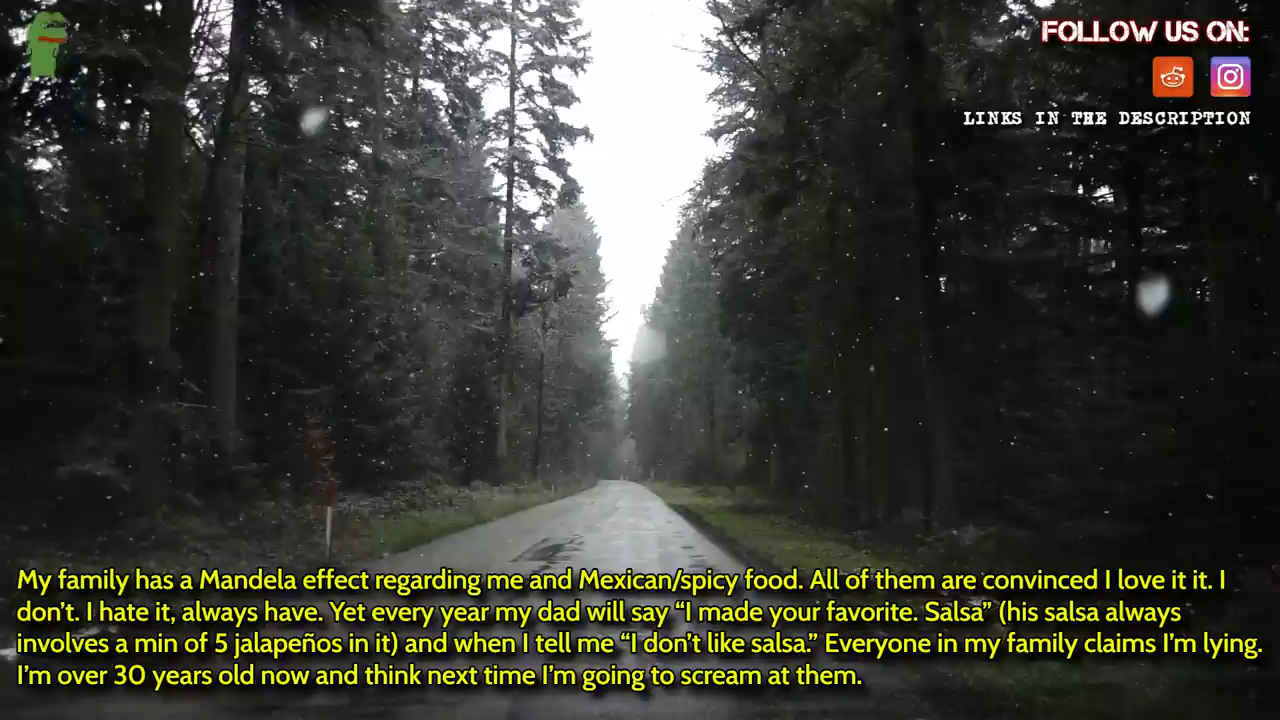 FOLLOW US ON:
LINKS IN THE DESCRIPTION
My family has a Mandela effect regarding me and Mexican/spicy food. All of them are convinced I love it it. I
don't. I hate it, always have. Yet every year my dad will say “I made your favorite. Salsa” (his salsa always
involves a min of 5 jalapeños in it) and when I tell me “I don't like salsa.” Everyone in my family claims I'm lying.
I'm over 30 years old now and think next time I'm going to scream at them.